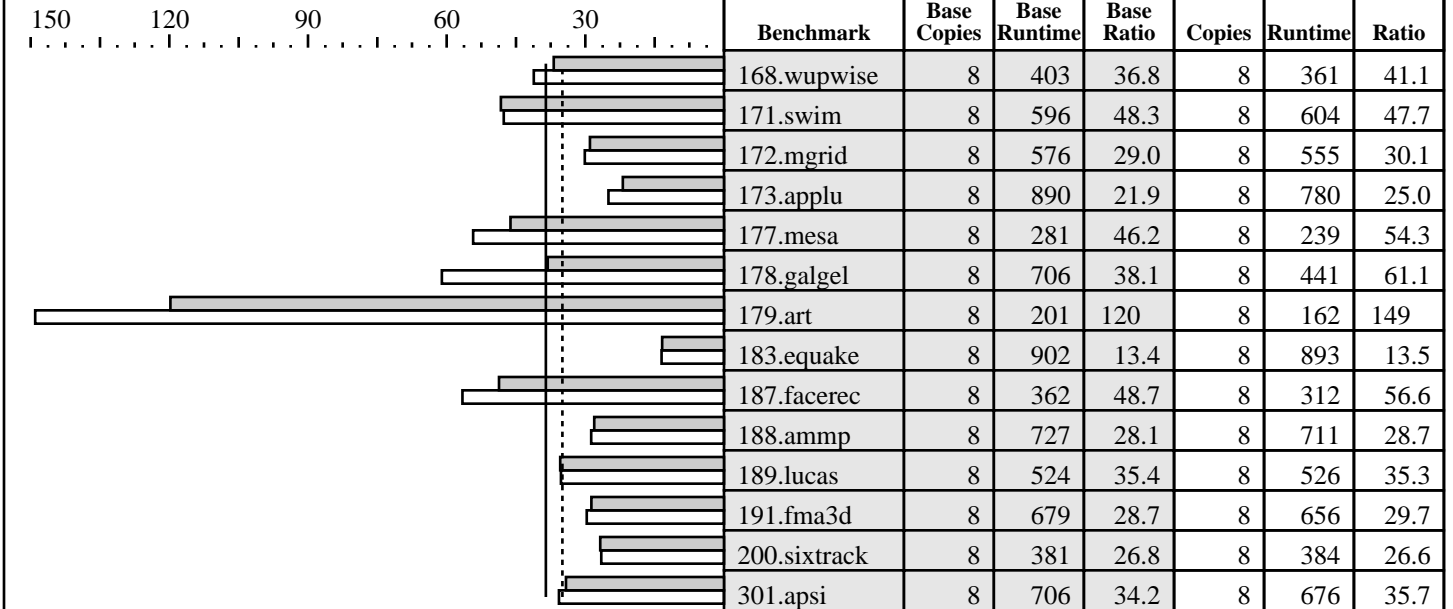 150 120 90 60 30 Benchmark Base Copies Base Runtime Base Ratio Copies Runtime Ratio
168.wupwise 8 403 36.8 8 361 41.1
171.swim 8 596 48.3 8 604 47.7
172.mgrid 8 576 29.0 8 555 30.1
173.applu 8 890 21.9 8 780 25.0
177.mesa 8 281 46.2 8 239 54.3
178.galgel 8 706 38.1 8 441 61.1
179.art 8 201 120 8 162 149
183.equake 8 902 13.4 8 893 13.5
187.facerec 8 362 48.7 8 312 56.6
188.ammp 8 727 28.1 8 711 28.7
189.lucas 8 524 35.4 8 526 35.3
191.fma3d 8 679 28.7 8 656 29.7
200.sixtrack 8 381 26.8 8 384 26.6
301.apsi 8 706 34.2 8 676 35.7